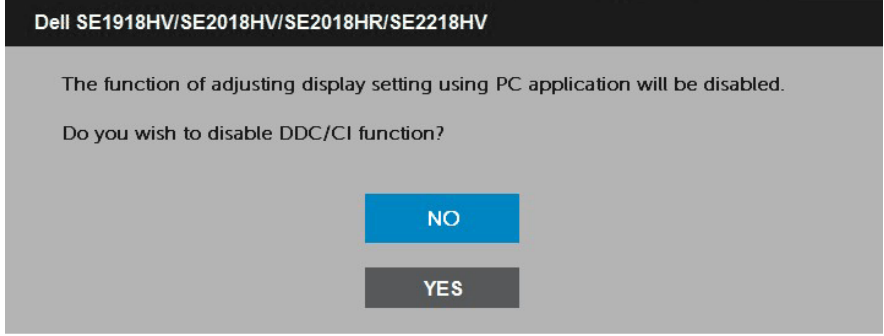 Dell SE1918HV/SE2018HV/SE2018HR/SE2218HV
The function of adjusting display setting using PC application will be disabled.
Do you wish to disable DDC/CI function?
NO
YES